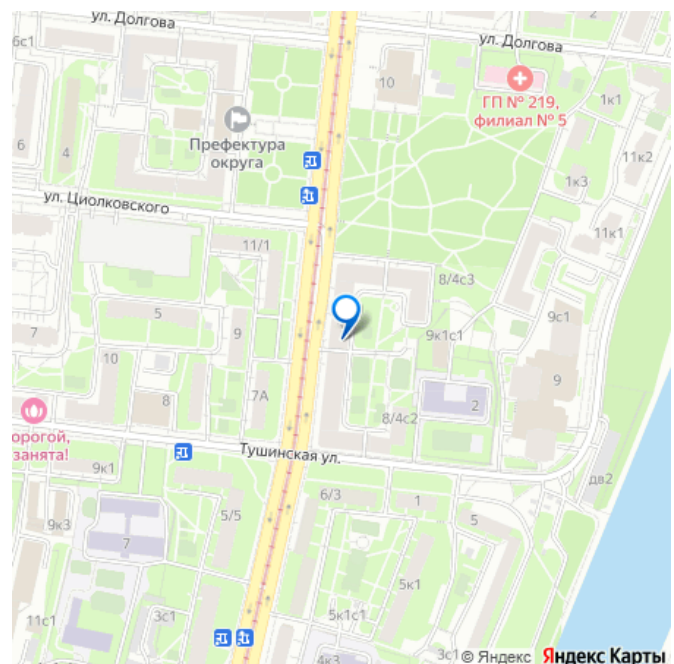 ул. Долгова
ул. Долгова
6с1
2
10
ГП № 219,
филиал № 5
1к1
Префектура
округа
6
4
11к2
1к3
ул. Циолковского
11к1
11/1
8/4с3
9с1
5
9
9к1с1
7
10
9
7А
8
2
8/4с2
орогой,
занята!
Тушинская ул.
дв2
9к1
6/3
1
5
9к3
5/5
7
5к1
3с1
11с1
5к1с1
3с1
4к3
© Яндекс Яндекс Карты